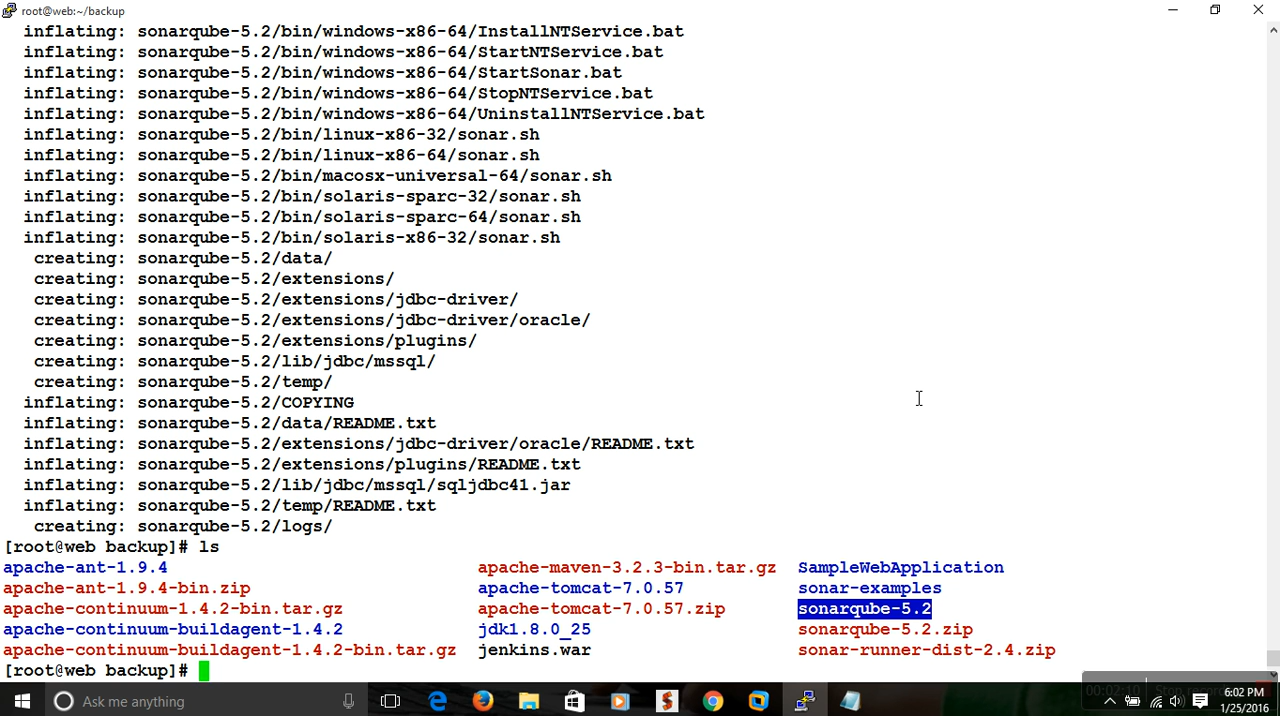 root@web:~/backup
inflating: sonarqube-5.2/bin/windows-x86-64/InstallNTService.bat
inflating: sonarqube-5.2/bin/windows-x86-64/StartNTService.bat
inflating: sonarqube-5.2/bin/windows-x86-64/StartSonar.bat
inflating: sonarqube-5.2/bin/windows-x86-64/StopNTService.bat
inflating: sonarqube-5.2/bin/windows-x86-64/UninstallNTService.bat
inflating: sonarqube-5.2/bin/linux-x86-32/sonar.sh
inflating: sonarqube-5.2/bin/linux-x86-64/sonar.sh
inflating: sonarqube-5.2/bin/macosx-universal-64/sonar.sh
inflating: sonarqube-5.2/bin/solaris-sparc-32/sonar.sh
inflating: sonarqube-5.2/bin/solaris-sparc-64/sonar.sh
inflating: sonarqube-5.2/bin/solaris-x86-32/sonar.sh
creating: sonarqube-5.2/data/
creating: sonarqube-5.2/extensions/
creating: sonarqube-5.2/extensions/jdbc-driver/
creating: sonarqube-5.2/extensions/jdbc-driver/oracle/
creating: sonarqube-5.2/extensions/plugins/
creating: sonarqube-5.2/lib/jdbc/mssql/
creating: sonarqube-5.2/temp/
inflating: sonarqube-5.2/COPYING
inflating: sonarqube-5.2/data/README.txt
inflating: sonarqube-5.2/extensions/jdbc-driver/oracle/README.txt
inflating: sonarqube-5.2/extensions/plugins/README.txt
inflating: sonarqube-5.2/lib/jdbc/mssql/sqljdbc41.jar
inflating: sonarqube-5.2/temp/README.txt
creating: sonarqube-5.2/logs/
[root@web backup]# ls
apache-ant-1.9.4 apache-maven-3.2.3-bin.tar.gz SampleWebApplication
apache-ant-1.9.4-bin.zip apache-tomcat-7.0.57 sonar-examples
apache-continuum-1.4.2-bin.tar.gz apache-tomcat-7.0.57.zip sonarqube-5.2
apache-continuum-buildagent-1.4.2 jdk1.8.0_25 sonarqube-5.2.zip
apache-continuum-buildagent-1.4.2-bin.tar.gz jenkins.war sonar-runner-dist-2.4.zip
[root@web backup]#
00:02:10 Stop
Ask me anything
6:02 PM
1/25/2016